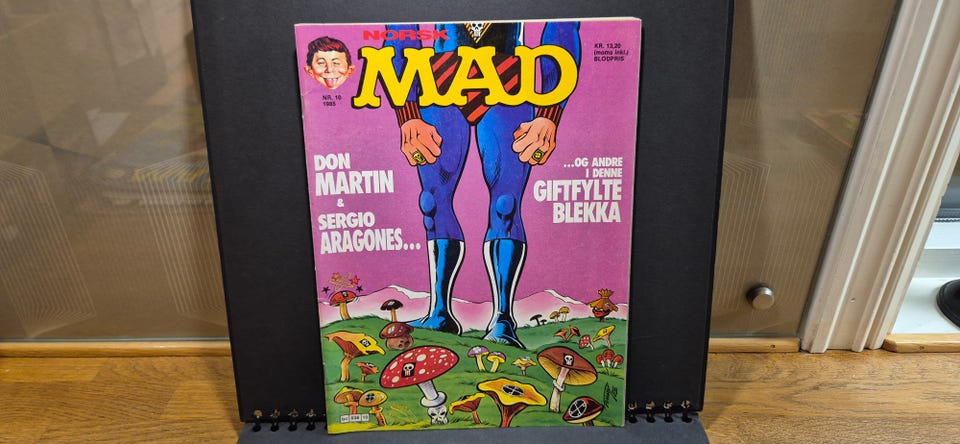 NORSK
MAD
NR. 10
1985
KR. 13,20
(moms inkl.)
BLODPRIS
DON
MARTIN
&
SERGIO
ARAGONES...
...OG ANDRE
I DENNE
GIFTFYLTE
BLEKKA